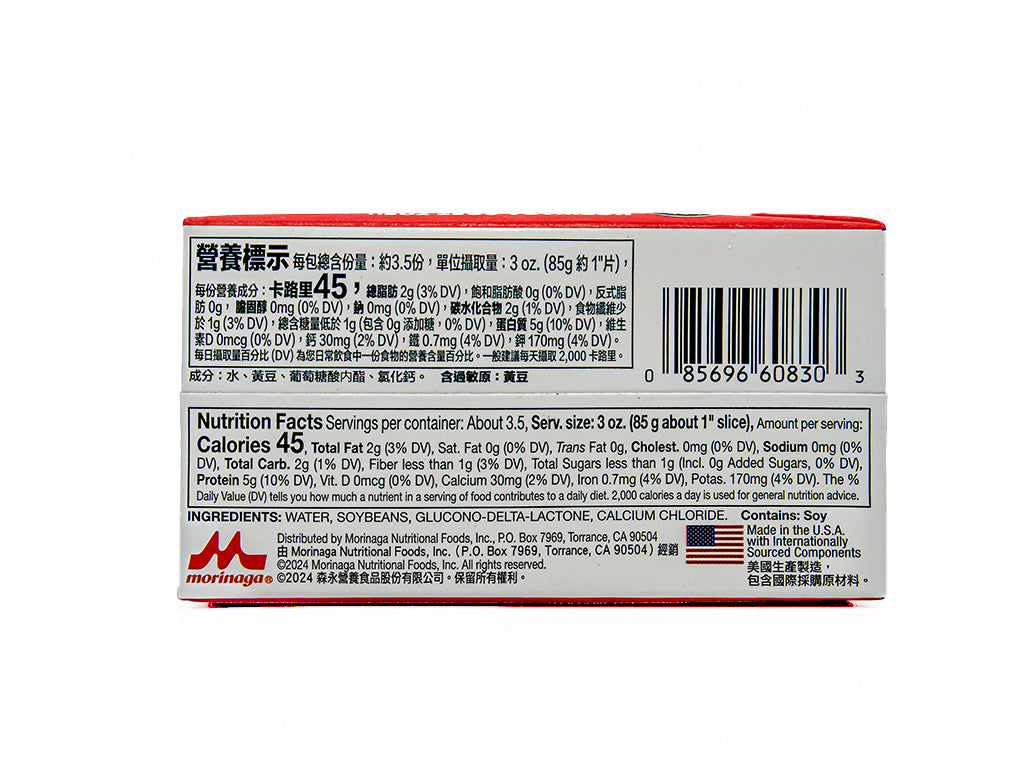 營養標示 每包總含份量：約3.5份，單位攝取量：3 oz. (85g 約 1"片)，
每份營養成分：卡路里45，總脂肪 2g (3% DV)，飽和脂肪酸 0g (0% DV)，反式脂
肪 0g，膽固醇 0mg (0% DV)，鈉 0mg (0% DV)，碳水化合物 2g (1% DV)，食物纖維少
於 1g (3% DV)，總含糖量低於 1g (包含 0g 添加糖，0% DV)，蛋白質 5g (10% DV)，維生
素D 0mcg (0% DV)，鈣 30mg (2% DV)，鐵 0.7mg (4% DV)，鉀 170mg (4% DV)。
每日攝取量百分比 (DV) 為您日常飲食中一份食物的營養含量百分比。一般建議每天攝取 2,000 卡路里。
成分：水、黃豆、葡萄糖酸內酯、氯化鈣。 含過敏原：黃豆
0 85696 60830 3
Nutrition Facts Servings per container: About 3.5, Serv. size: 3 oz. (85 g about 1" slice), Amount per serving:
Calories 45, Total Fat 2g (3% DV), Sat. Fat 0g (0% DV), Trans Fat 0g, Cholest. 0mg (0% DV), Sodium 0mg (0%
DV), Total Carb. 2g (1% DV), Fiber less than 1g (3% DV), Total Sugars less than 1g (Incl. 0g Added Sugars, 0% DV),
Protein 5g (10% DV), Vit. D 0mcg (0% DV), Calcium 30mg (2% DV), Iron 0.7mg (4% DV), Potas. 170mg (4% DV). The %
Daily Value (DV) tells you how much a nutrient in a serving of food contributes to a daily diet. 2,000 calories a day is used for general nutrition advice.
INGREDIENTS: WATER, SOYBEANS, GLUCONO-DELTA-LACTONE, CALCIUM CHLORIDE. Contains: Soy
morinaga®
Distributed by Morinaga Nutritional Foods, Inc., P.O. Box 7969, Torrance, CA 90504
由 Morinaga Nutritional Foods, Inc. (P.O. Box 7969, Torrance, CA 90504) 經銷
©2024 Morinaga Nutritional Foods, Inc. All rights reserved.
©2024 森永營養食品股份有限公司。保留所有權利。
Made in the U.S.A.
with Internationally
Sourced Components
美國生產製造，
包含國際採購原材料。